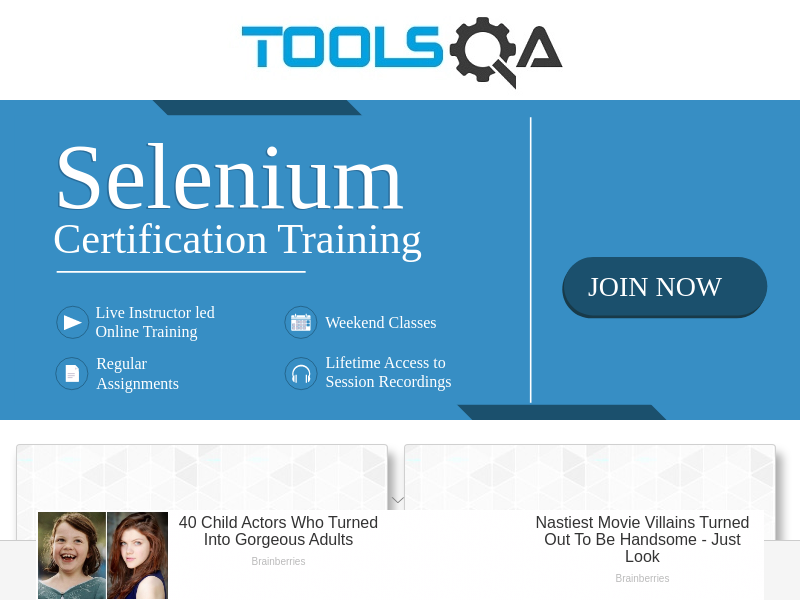 TOOLSQA
Selenium
Certification Training
JOIN NOW
Live Instructor led
Online Training
Weekend Classes
Regular
Assignments
Lifetime Access to
Session Recordings
40 Child Actors Who Turned
Into Gorgeous Adults
Brainberries
Nastiest Movie Villains Turned
Out To Be Handsome - Just
Look
Brainberries